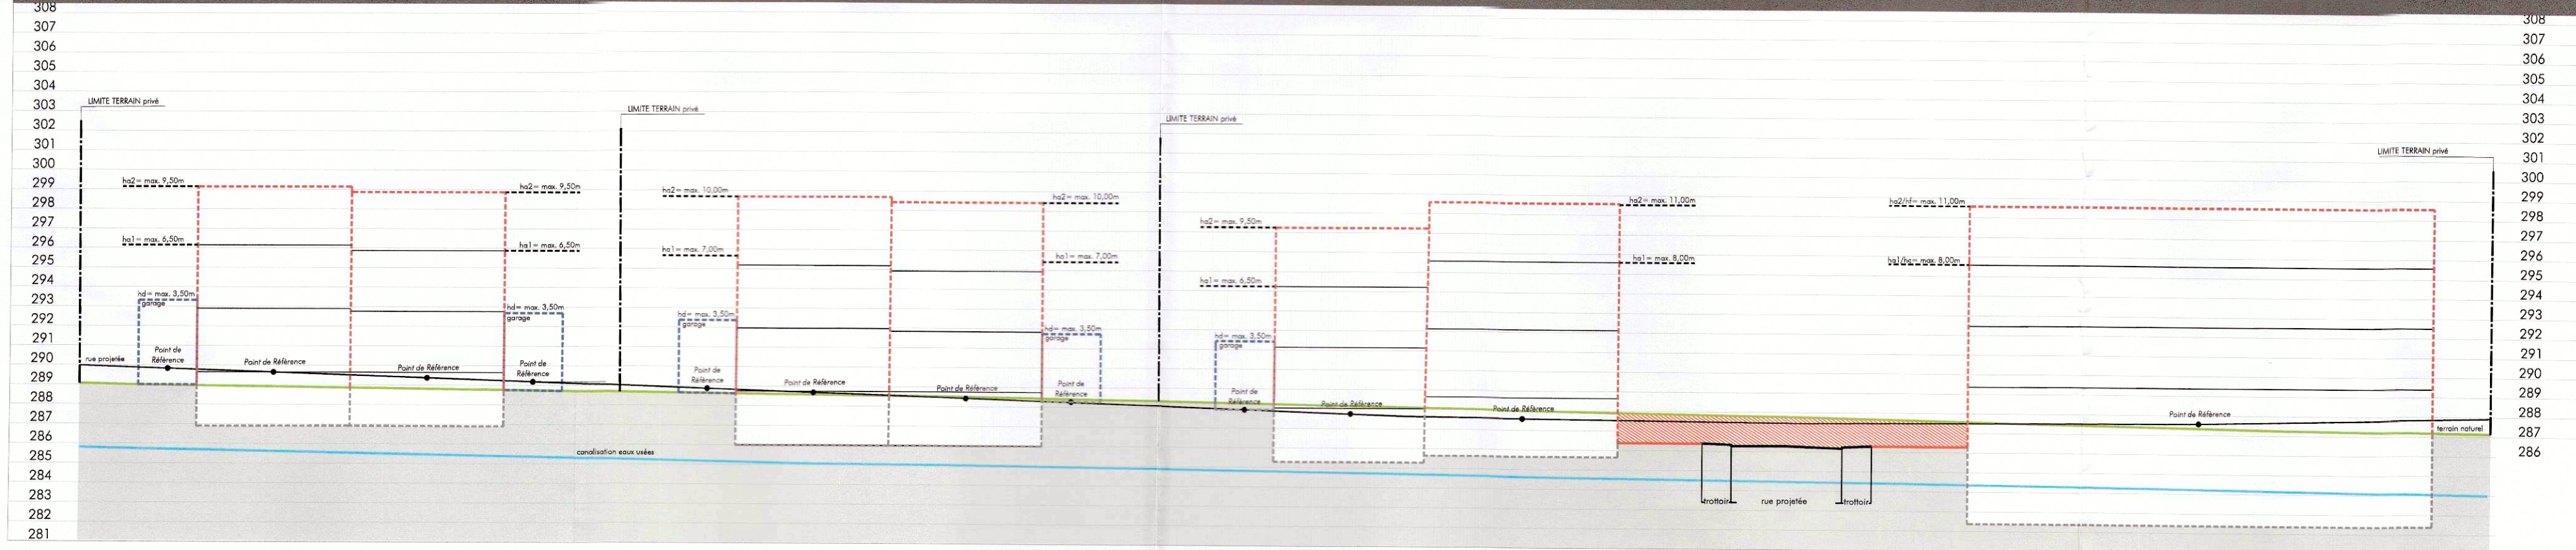 308
307
306
305
304
303
302
301
300
299
298
297
296
295
294
293
292
291
290
289
288
287
286
285
284
283
282
281
LIMITE TERRAIN privé
ha2= max. 9,50m
ha2= max. 9,50m
ha1= max. 6,50m
ha1= max. 6,50m
hd= max. 3,50m
garage
hd= max. 3,50m
garage
rue projetée
Point de
Référence
Point de Référence
Point de Référence
Point de
Référence
canalisation eaux usées
LIMITE TERRAIN privé
ha2= max. 10,00m
ha2= max. 10,00m
ha1= max. 7,00m
ha1= max. 7,00m
hd= max. 3,50m
garage
hd= max. 3,50m
garage
Point de
Référence
Point de Référence
Point de Référence
Point de
Référence
LIMITE TERRAIN privé
ha2= max. 9,50m
ha2= max. 11,00m
ha1= max. 6,50m
ha1= max. 8,00m
hd= max. 3,50m
garage
Point de
Référence
Point de Référence
Point de Référence
trottoir
rue projetée
trottoir
ha2/hf= max. 11,00m
ha1/hc= max. 8,00m
Point de Référence
terrain naturel
LIMITE TERRAIN privé
308
307
306
305
304
303
302
301
300
299
298
297
296
295
294
293
292
291
290
289
288
287
286